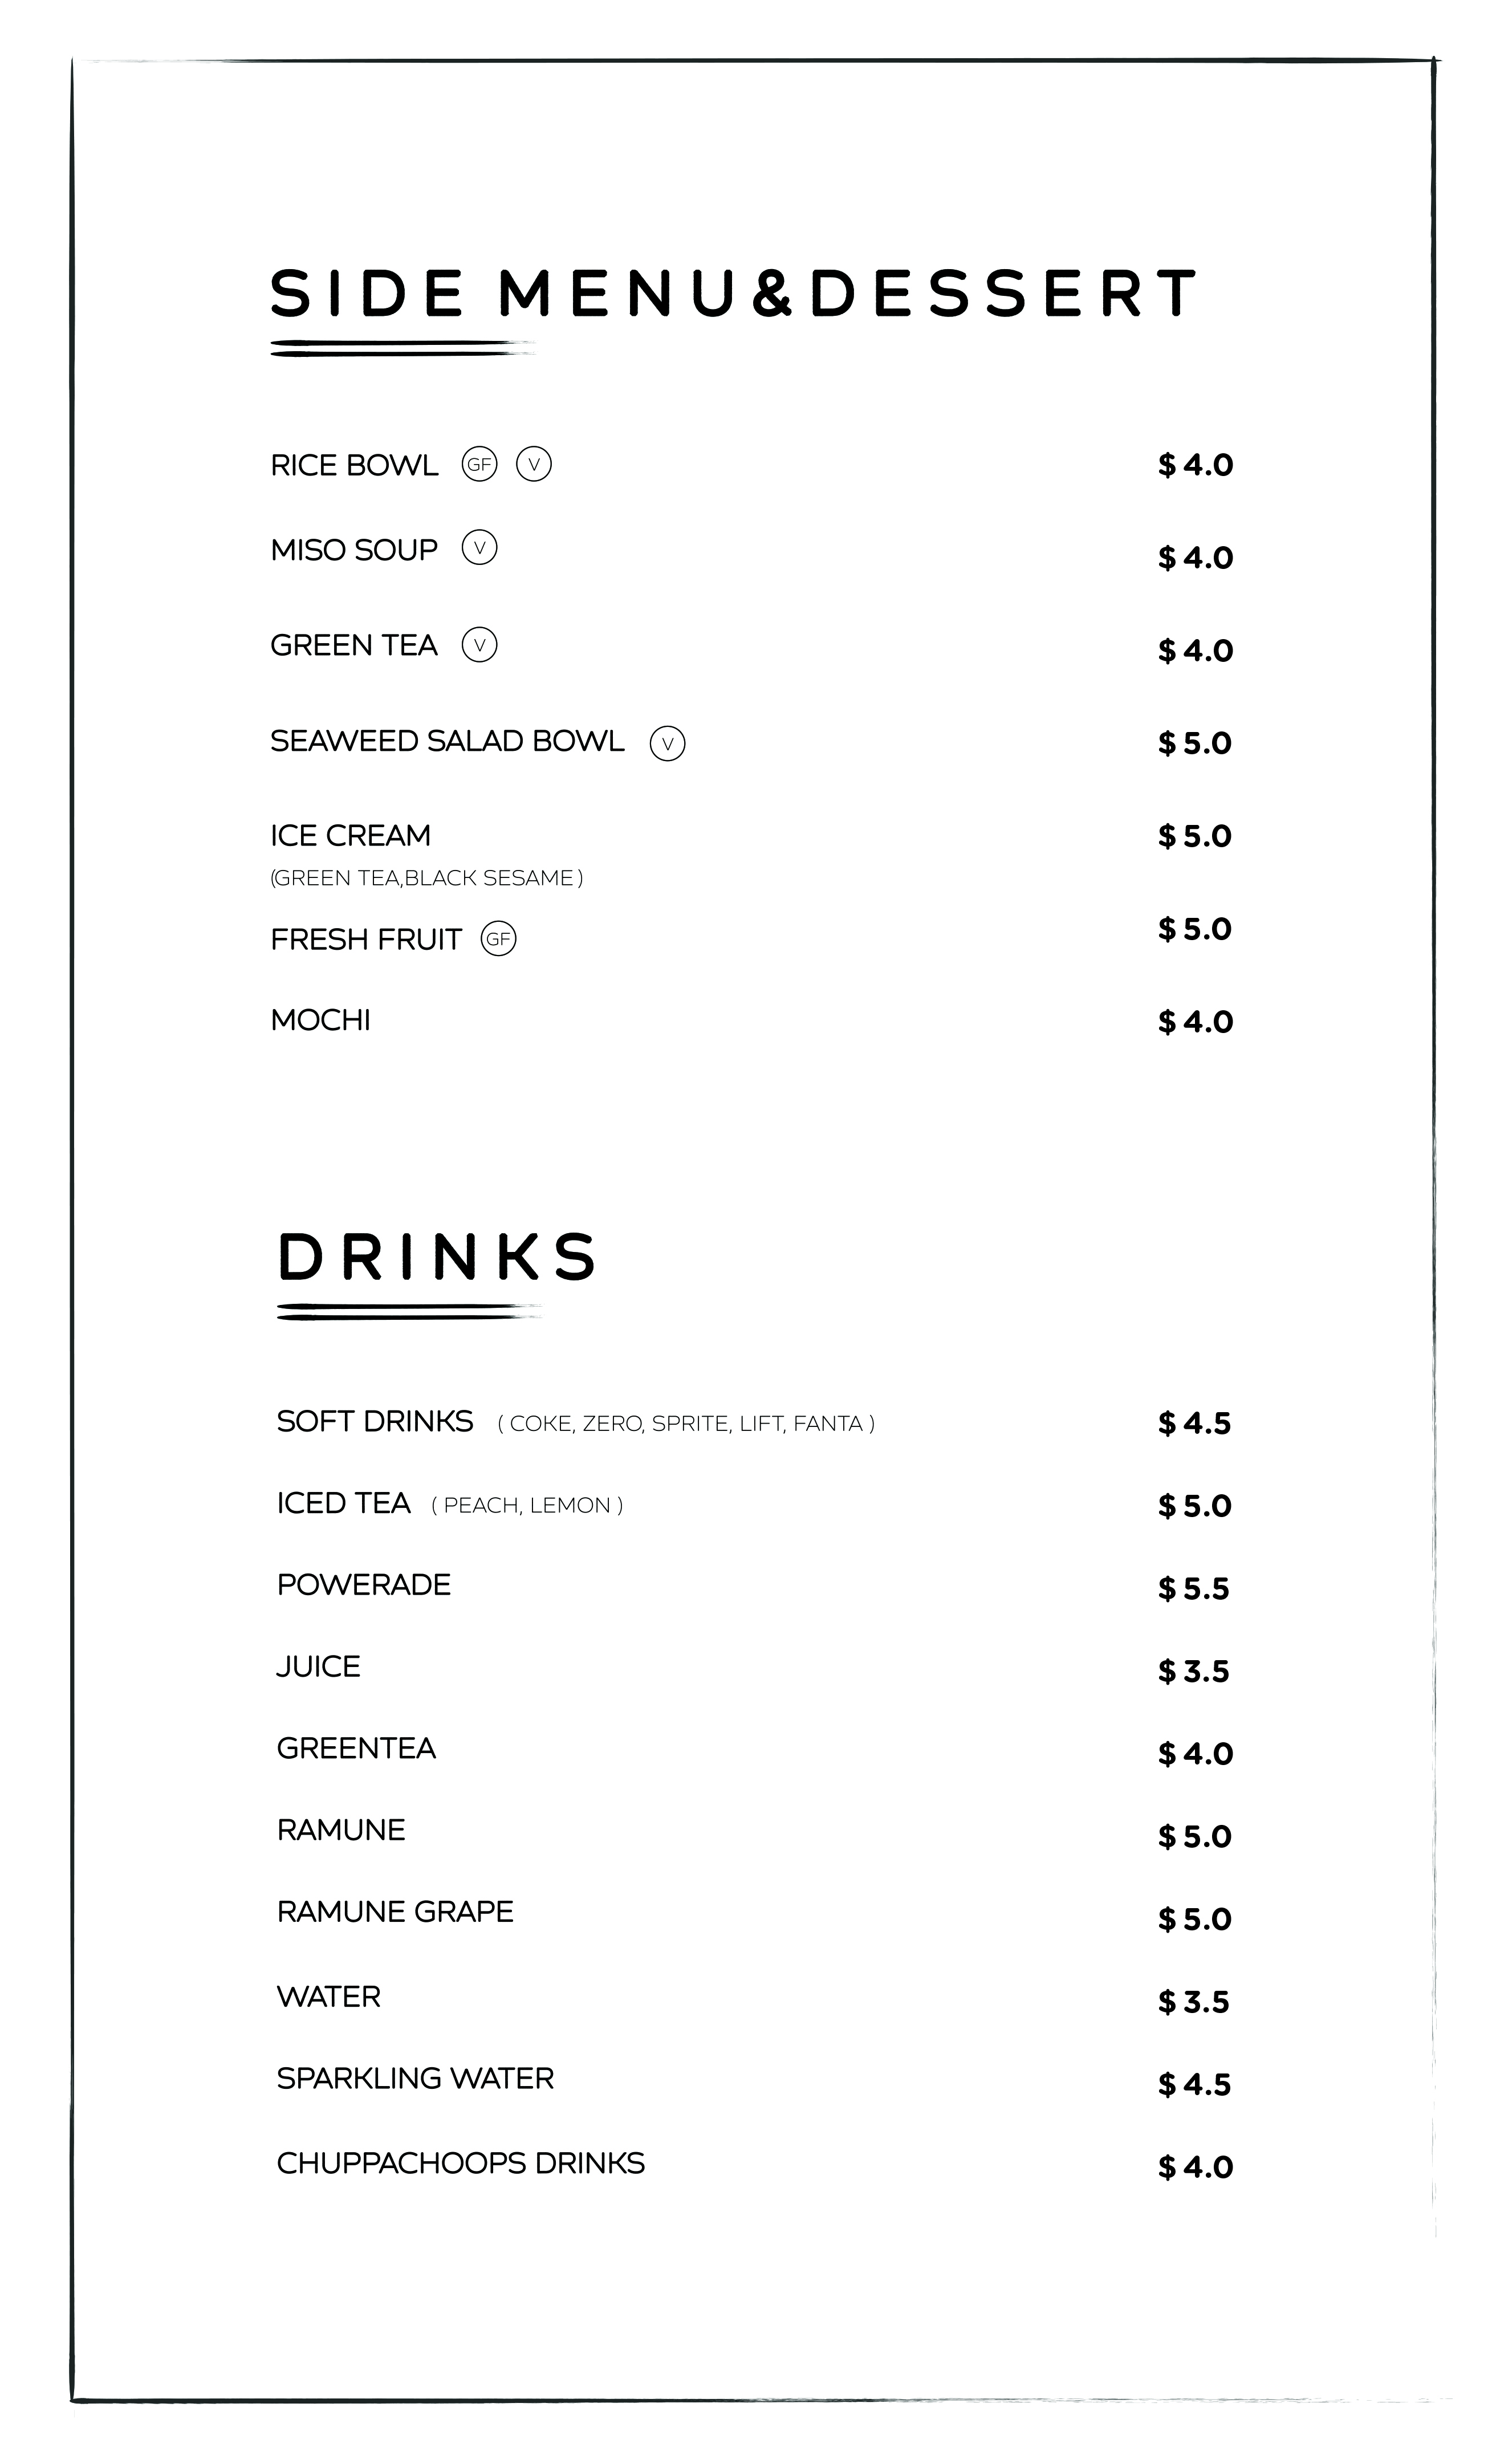 SIDE MENU&DESSERT
RICE BOWL GF V $ 4.0
MISO SOUP V $ 4.0
GREEN TEA V $ 4.0
SEAWEED SALAD BOWL V $ 5.0
ICE CREAM $ 5.0
(GREEN TEA,BLACK SESAME )
FRESH FRUIT GF $ 5.0
MOCHI $ 4.0
DRINKS
SOFT DRINKS ( COKE, ZERO, SPRITE, LIFT, FANTA ) $ 4.5
ICED TEA ( PEACH, LEMON ) $ 5.0
POWERADE $ 5.5
JUICE $ 3.5
GREENTEA $ 4.0
RAMUNE $ 5.0
RAMUNE GRAPE $ 5.0
WATER $ 3.5
SPARKLING WATER $ 4.5
CHUPPACHOOPS DRINKS $ 4.0